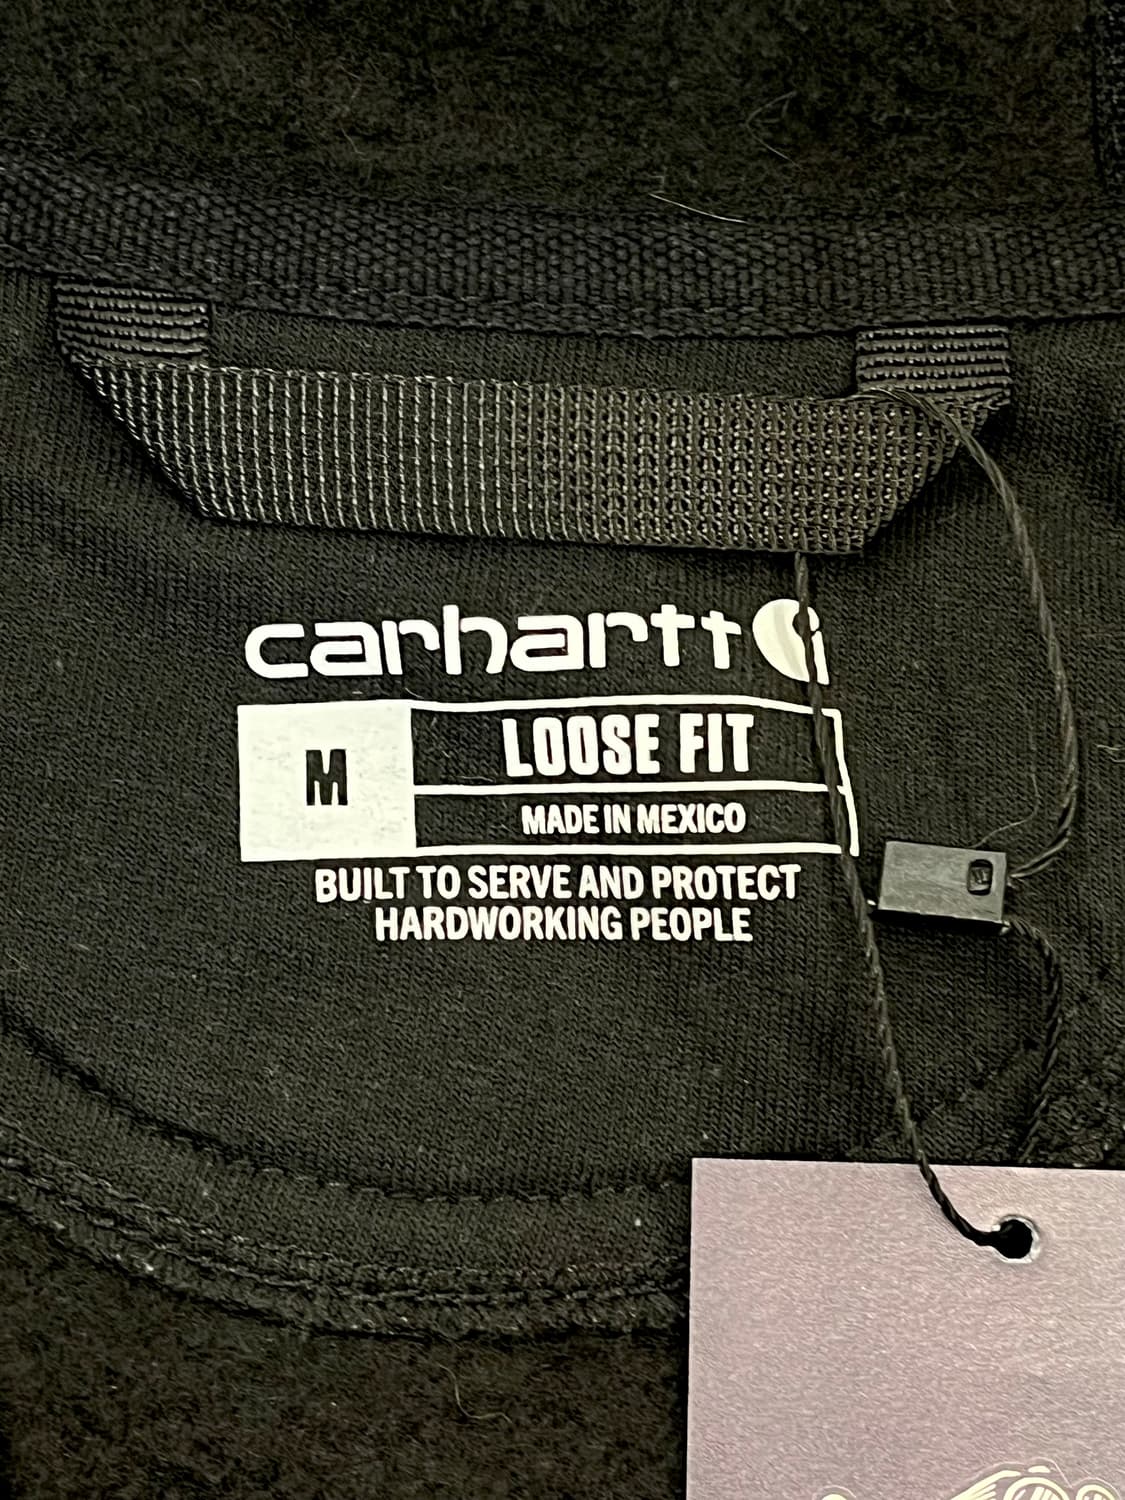 carhartt
M
LOOSE FIT
MADE IN MEXICO
BUILT TO SERVE AND PROTECT
HARDWORKING PEOPLE